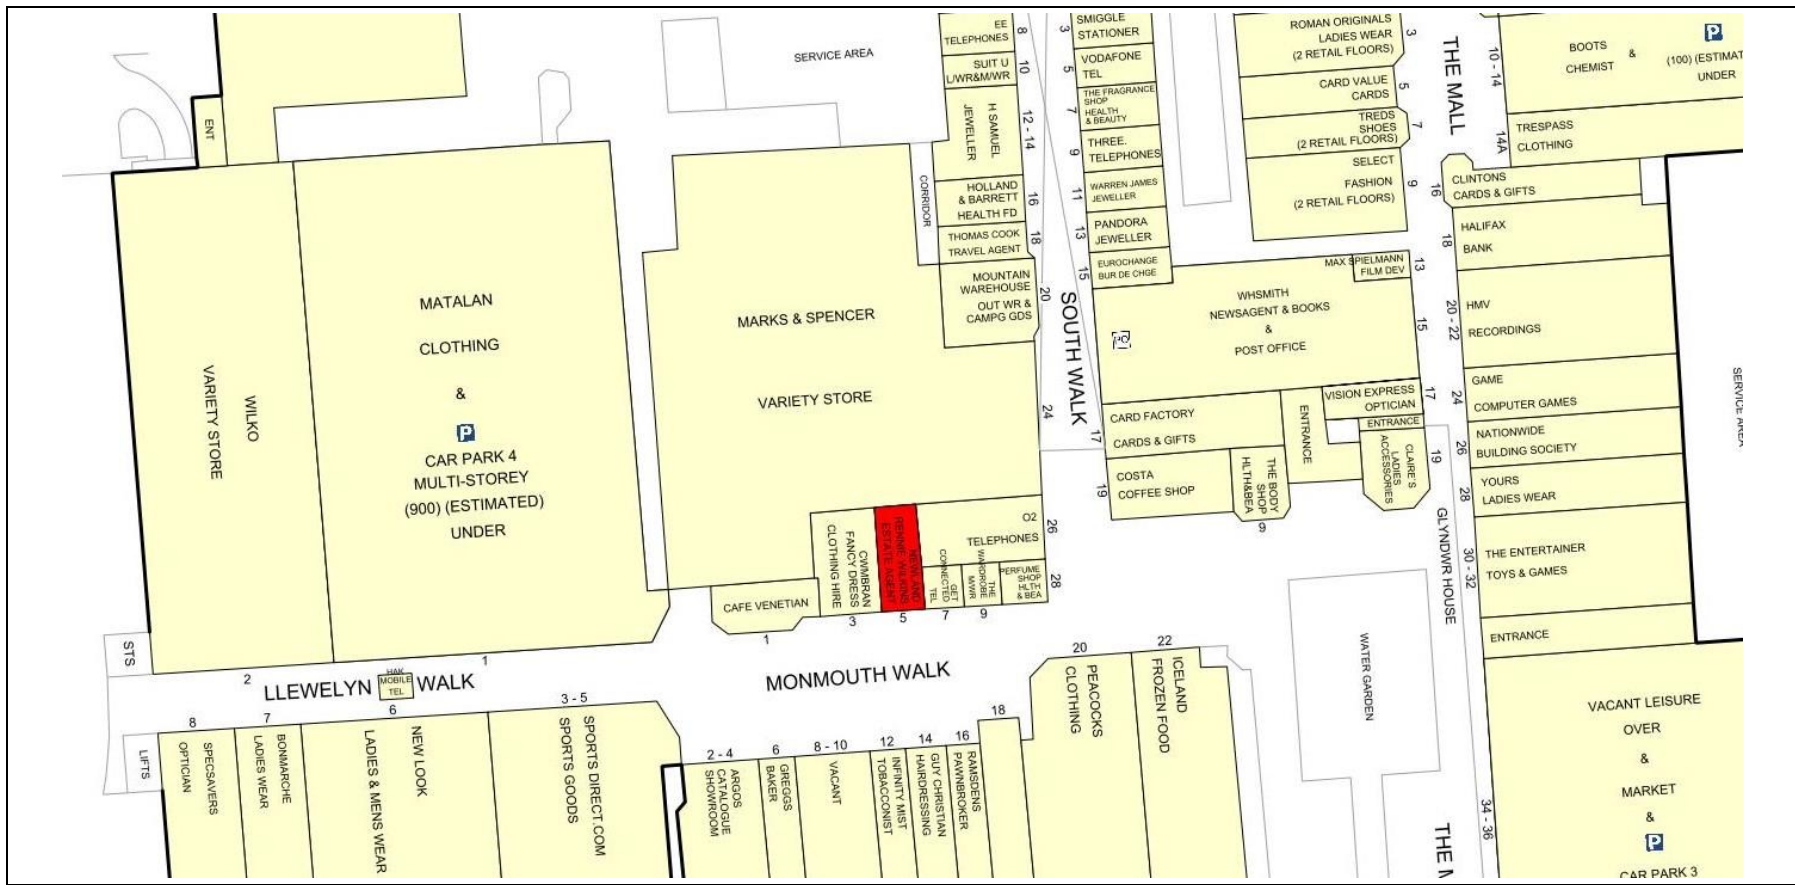 ENT
SERVICE AREA
WILKO
VARIETY STORE
MATALAN
CLOTHING
&
P
CAR PARK 4
MULTI-STOREY
(900) (ESTIMATED)
UNDER
MARKS & SPENCER
VARIETY STORE
CORRIDOR
EE
TELEPHONES
8
SUIT U
L/WR&M/WR
10
H SAMUEL
JEWELLER
12 - 14
HOLLAND
& BARRETT
HEALTH FD
16
THOMAS COOK
TRAVEL AGENT
18
MOUNTAIN
WAREHOUSE
OUT WR &
CAMPG GDS
20
24
SOUTH WALK
3
SMIGGLE
STATIONER
5
VODAFONE
TEL
7
THE FRAGRANCE
SHOP
HEALTH
& BEAUTY
9
THREE.
TELEPHONES
11
WARREN JAMES
JEWELLER
13
PANDORA
JEWELLER
15
EUROCHANGE
BUR DE CHGE
WHSMITH
NEWSAGENT & BOOKS
&
POST OFFICE
15
MAX SPIELMANN
FILM DEV
13
17
CARD FACTORY
CARDS & GIFTS
19
COSTA
COFFEE SHOP
THE BODY
SHOP
HLTH&BEA
9
ENTRANCE
VISION EXPRESS
OPTICIAN
17
ENTRANCE
CLAIRE'S
LADIES
ACCESSORIES
19
ROMAN ORIGINALS
LADIES WEAR
(2 RETAIL FLOORS)
3
CARD VALUE
CARDS
5
TREDS
SHOES
(2 RETAIL FLOORS)
7
SELECT
FASHION
(2 RETAIL FLOORS)
9
THE MALL
10 - 14
BOOTS
CHEMIST
&
P
(100) (ESTIMAT
UNDER
14A
TRESPASS
CLOTHING
16
CLINTONS
CARDS & GIFTS
18
HALIFAX
BANK
20 - 22
HMV
RECORDINGS
24
GAME
COMPUTER GAMES
26
NATIONWIDE
BUILDING SOCIETY
28
YOURS
LADIES WEAR
30 - 32
THE ENTERTAINER
TOYS & GAMES
ENTRANCE
SERVICE AREA
GLYNDWR HOUSE
WATER GARDEN
VACANT LEISURE
OVER
&
MARKET
&
P
CAR PARK 3
34 - 36
THE M
CAFE VENETIAN
1
CWMBRAN
FANCY DRESS
CLOTHING HIRE
3
NEWLAND
RENNIE WILKINS
ESTATE AGENT
5
O2
TELEPHONES
26
GET
CONNECTED
TEL
7
THE
WARDROBE
M/WR
9
PERFUME
SHOP
HLTH
& BEA
28
MONMOUTH WALK
STS
2
1
LLEWELYN WALK
HAK
MOBILE
TEL
LIFTS
8
SPECSAVERS
OPTICIAN
7
BONMARCHE
LADIES WEAR
6
NEW LOOK
LADIES & MENS WEAR
3 - 5
SPORTS DIRECT.COM
SPORTS GOODS
2 - 4
ARGOS
CATALOGUE
SHOWROOM
6
GREGGS
BAKER
8 - 10
VACANT
12
INFINITY MIST
TOBACCONIST
14
GUY CHRISTIAN
HAIRDRESSING
16
RAMSDENS
PAWNBROKER
18
20
PEACOCKS
CLOTHING
22
ICELAND
FROZEN FOOD